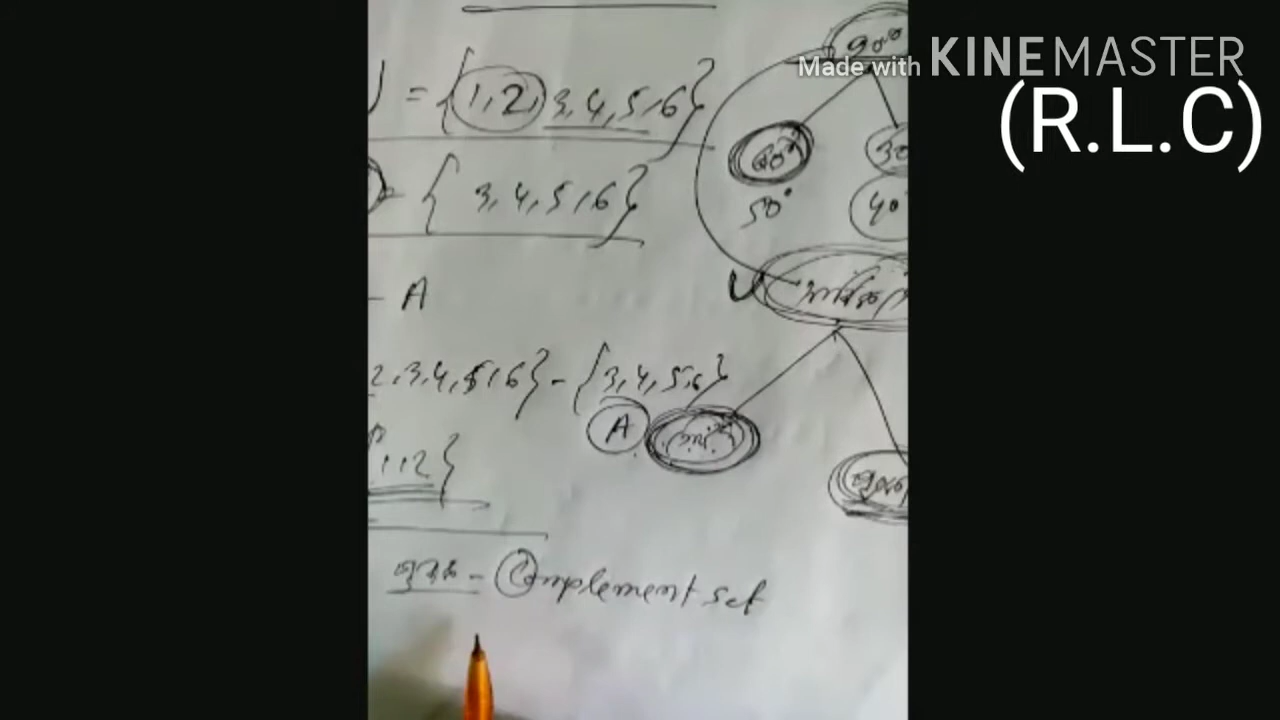 Made with KINEMASTER
(R.L.C)
) = {1,2, 3,4,5,6}
- { 3,4,5,6}
- A
2,3,4,5,6} - {3,4,5,6}
A
1,2}
পূরক - Complement set
90°
60°
30
50°
40°
U